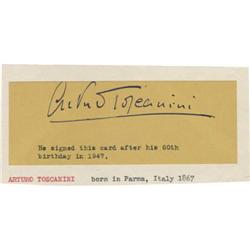 Arturo Toscanini
He signed this card after his 80th
birthday in 1947.
ARTURO TOSCANINI born in Parma, Italy 1867